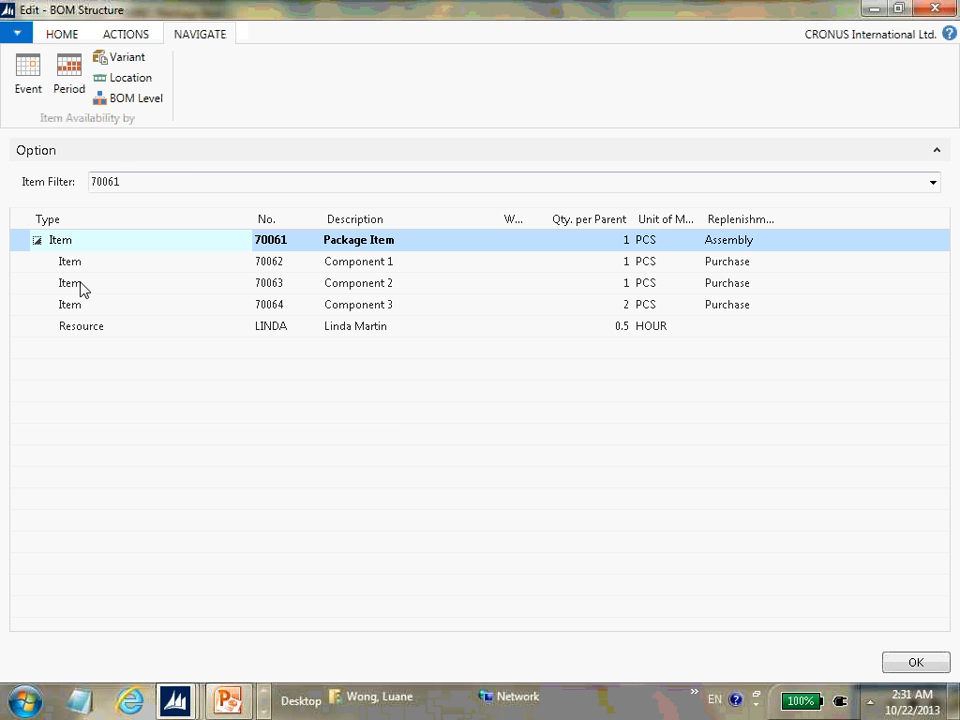 Edit - BOM Structure
HOME ACTIONS NAVIGATE CRONUS International Ltd. ?
Event Period Variant
Location
BOM Level
Item Availability by
Option
Item Filter: 70061
Type No. Description W... Qty. per Parent Unit of M... Replenishm...
Item 70061 Package Item 1 PCS Assembly
Item 70062 Component 1 1 PCS Purchase
Item 70063 Component 2 1 PCS Purchase
Item 70064 Component 3 2 PCS Purchase
Resource LINDA Linda Martin 0.5 HOUR
OK
Desktop Wong, Luane Network » EN ? 100% 2:31 AM
10/22/2013